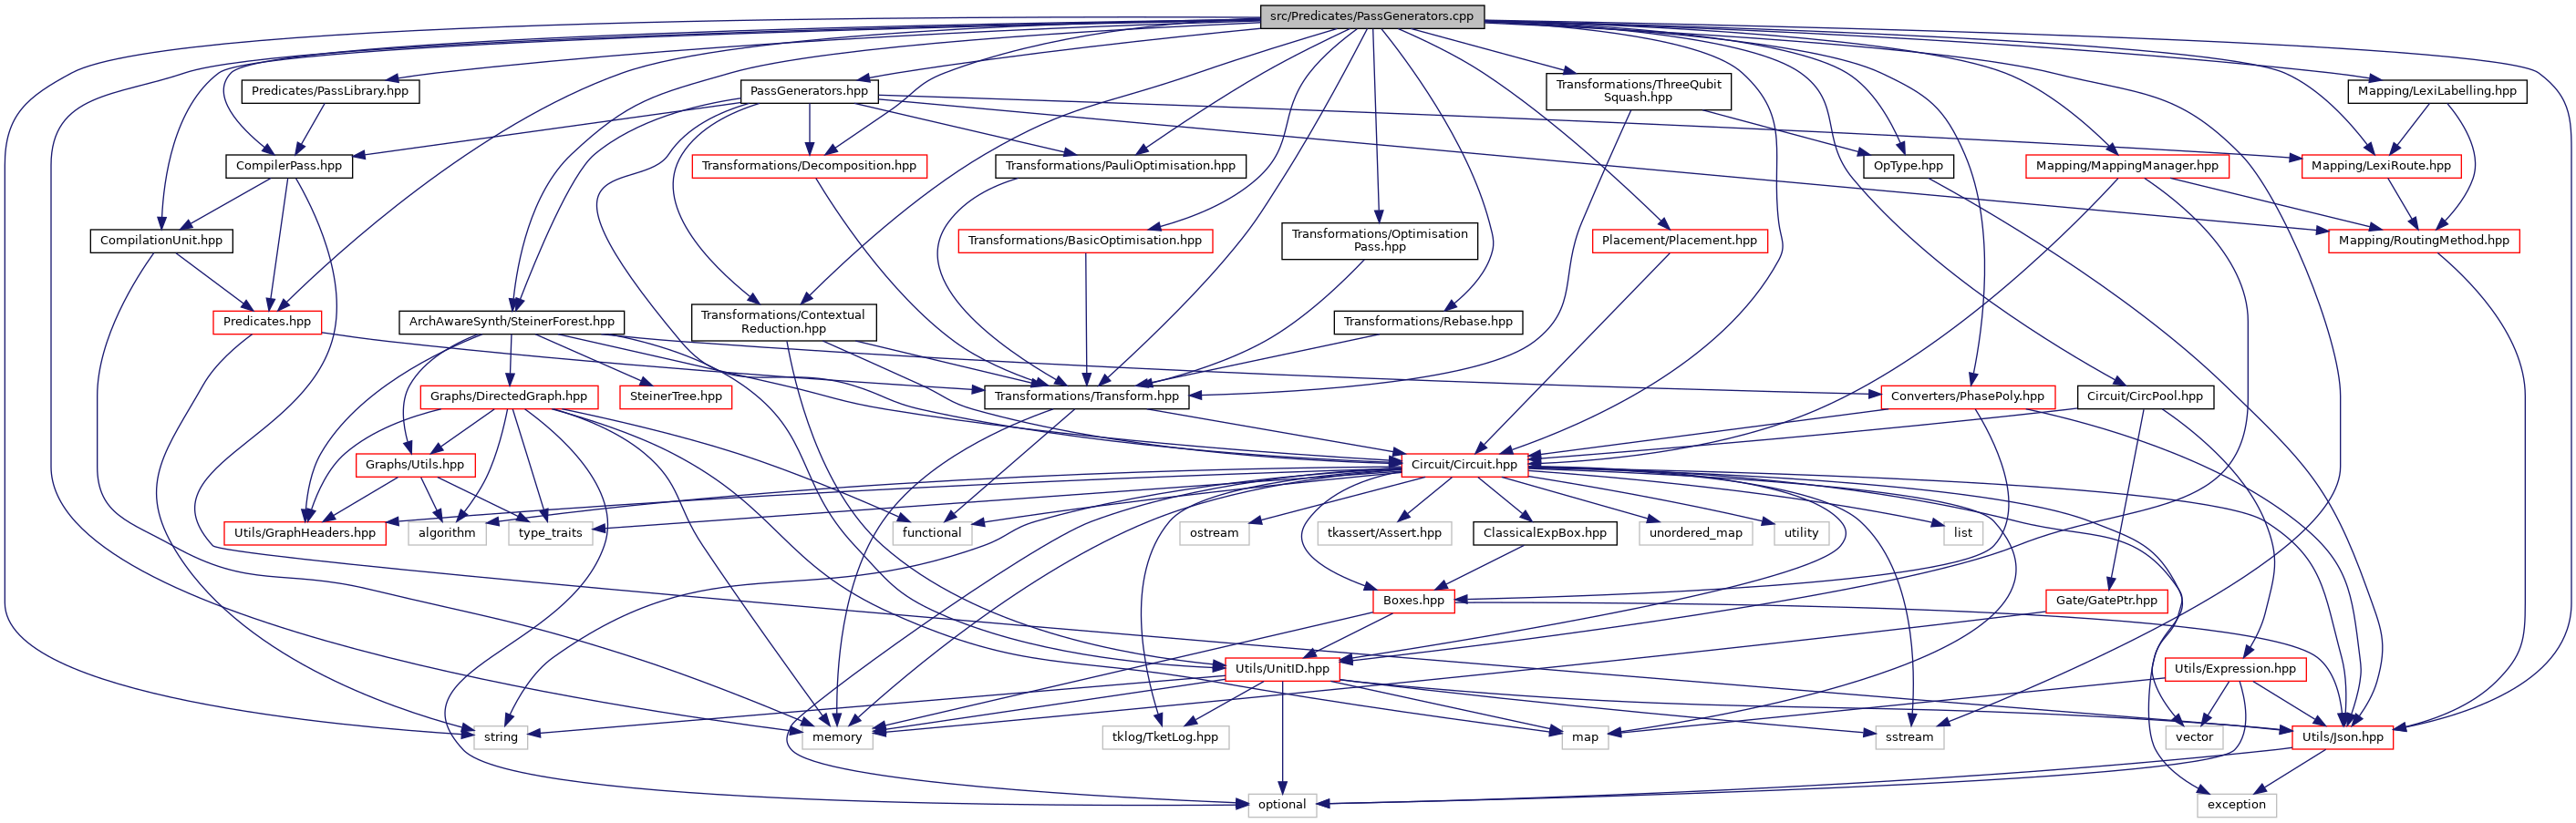 src/Predicates/PassGenerators.cpp
Predicates/PassLibrary.hpp
PassGenerators.hpp
Transformations/ThreeQubit
Squash.hpp
Mapping/LexiLabelling.hpp
CompilerPass.hpp
Transformations/Decomposition.hpp
Transformations/PauliOptimisation.hpp
OpType.hpp
Mapping/MappingManager.hpp
Mapping/LexiRoute.hpp
CompilationUnit.hpp
Transformations/BasicOptimisation.hpp
Transformations/Optimisation
Pass.hpp
Placement/Placement.hpp
Mapping/RoutingMethod.hpp
Predicates.hpp
ArchAwareSynth/SteinerForest.hpp
Transformations/Contextual
Reduction.hpp
Transformations/Rebase.hpp
Graphs/DirectedGraph.hpp
SteinerTree.hpp
Transformations/Transform.hpp
Converters/PhasePoly.hpp
Circuit/CircPool.hpp
Graphs/Utils.hpp
Circuit/Circuit.hpp
Utils/GraphHeaders.hpp
algorithm
type_traits
functional
ostream
tkassert/Assert.hpp
ClassicalExpBox.hpp
unordered_map
utility
list
Boxes.hpp
Gate/GatePtr.hpp
Utils/UnitID.hpp
Utils/Expression.hpp
string
memory
tklog/TketLog.hpp
map
sstream
vector
Utils/Json.hpp
optional
exception